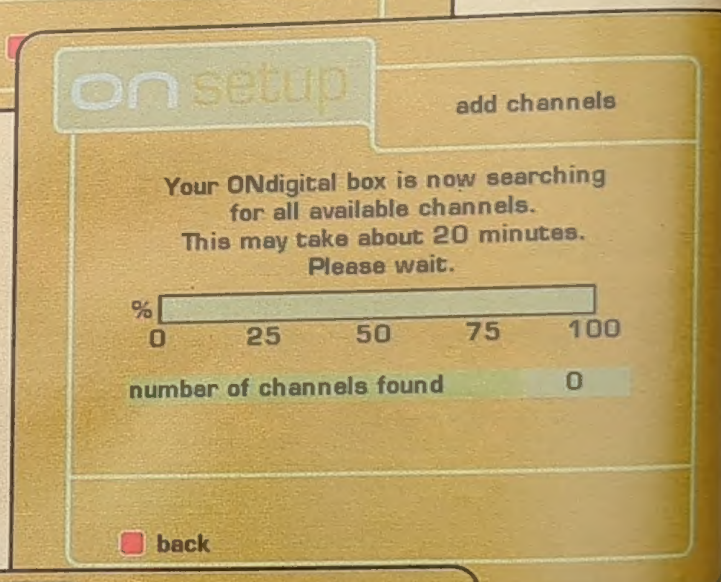 on setup
add channels
Your ONdigital box is now searching
for all available channels.
This may take about 20 minutes.
Please wait.
%
0 25 50 75 100
number of channels found 0
back